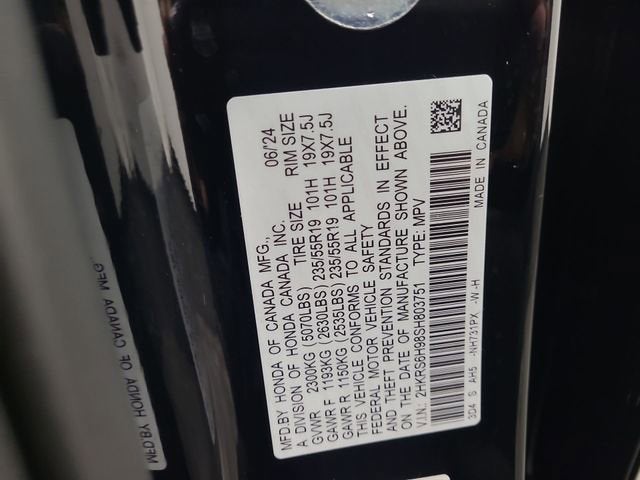 MFD.BY HONDA OF CANADA MFG., 06/'24
A DIVISION OF HONDA CANADA INC.
TIRE SIZE RIM SIZE
GVWR 2300KG (5070LBS)
GAWR F 1193KG (2630LBS) 235/55R19 101H 19X7.5J
GAWR R 1150KG (2535LBS) 235/55R19 101H 19X7.5J
THIS VEHICLE CONFORMS TO ALL APPLICABLE
FEDERAL MOTOR VEHICLE SAFETY
AND THEFT PREVENTION STANDARDS IN EFFECT
ON THE DATE OF MANUFACTURE SHOWN ABOVE.
V.I.N.: 2HKRS6H98SH803751 TYPE: MPV
3D4 S AH5 -NH731PX -W -H MADE IN CANADA
MFD.BY HONDA OF CANADA MFG.